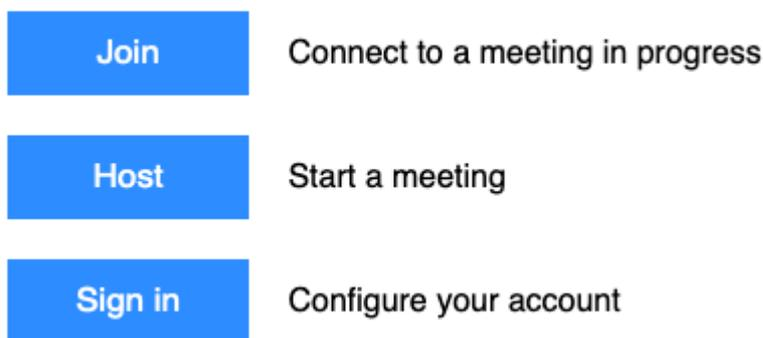 Join Connect to a meeting in progress
Host Start a meeting
Sign in Configure your account